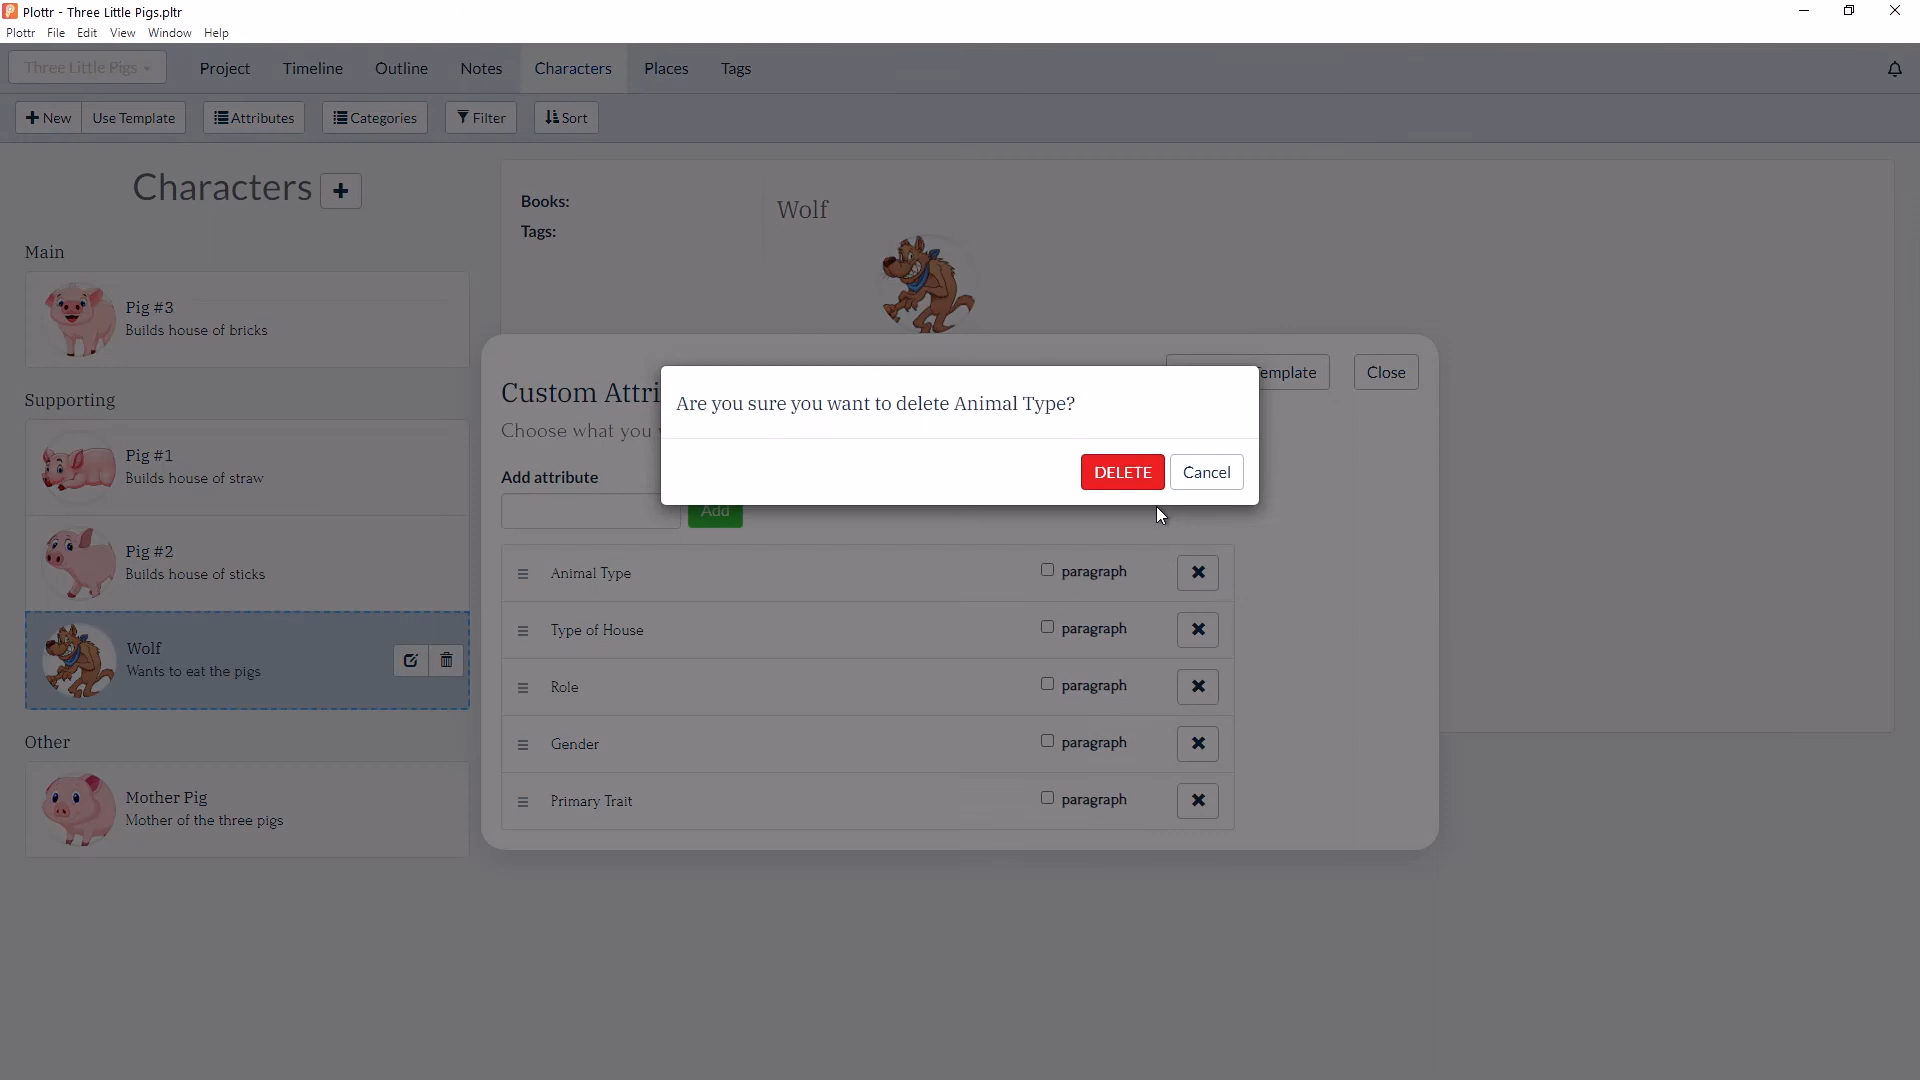 Plottr - Three Little Pigs.pltr
Plottr File Edit View Window Help
Three Little Pigs Project Timeline Outline Notes Characters Places Tags
New Use Template Attributes Categories Filter Sort
Characters
Main
Pig #3
Builds house of bricks
Supporting
Pig #1
Builds house of straw
Pig #2
Builds house of sticks
Wolf
Wants to eat the pigs
Other
Mother Pig
Mother of the three pigs
Books:
Tags:
Wolf
Custom Attri
Choose what you
emplate Close
Are you sure you want to delete Animal Type?
DELETE Cancel
Add attribute
Add
Animal Type paragraph
Type of House paragraph
Role paragraph
Gender paragraph
Primary Trait paragraph